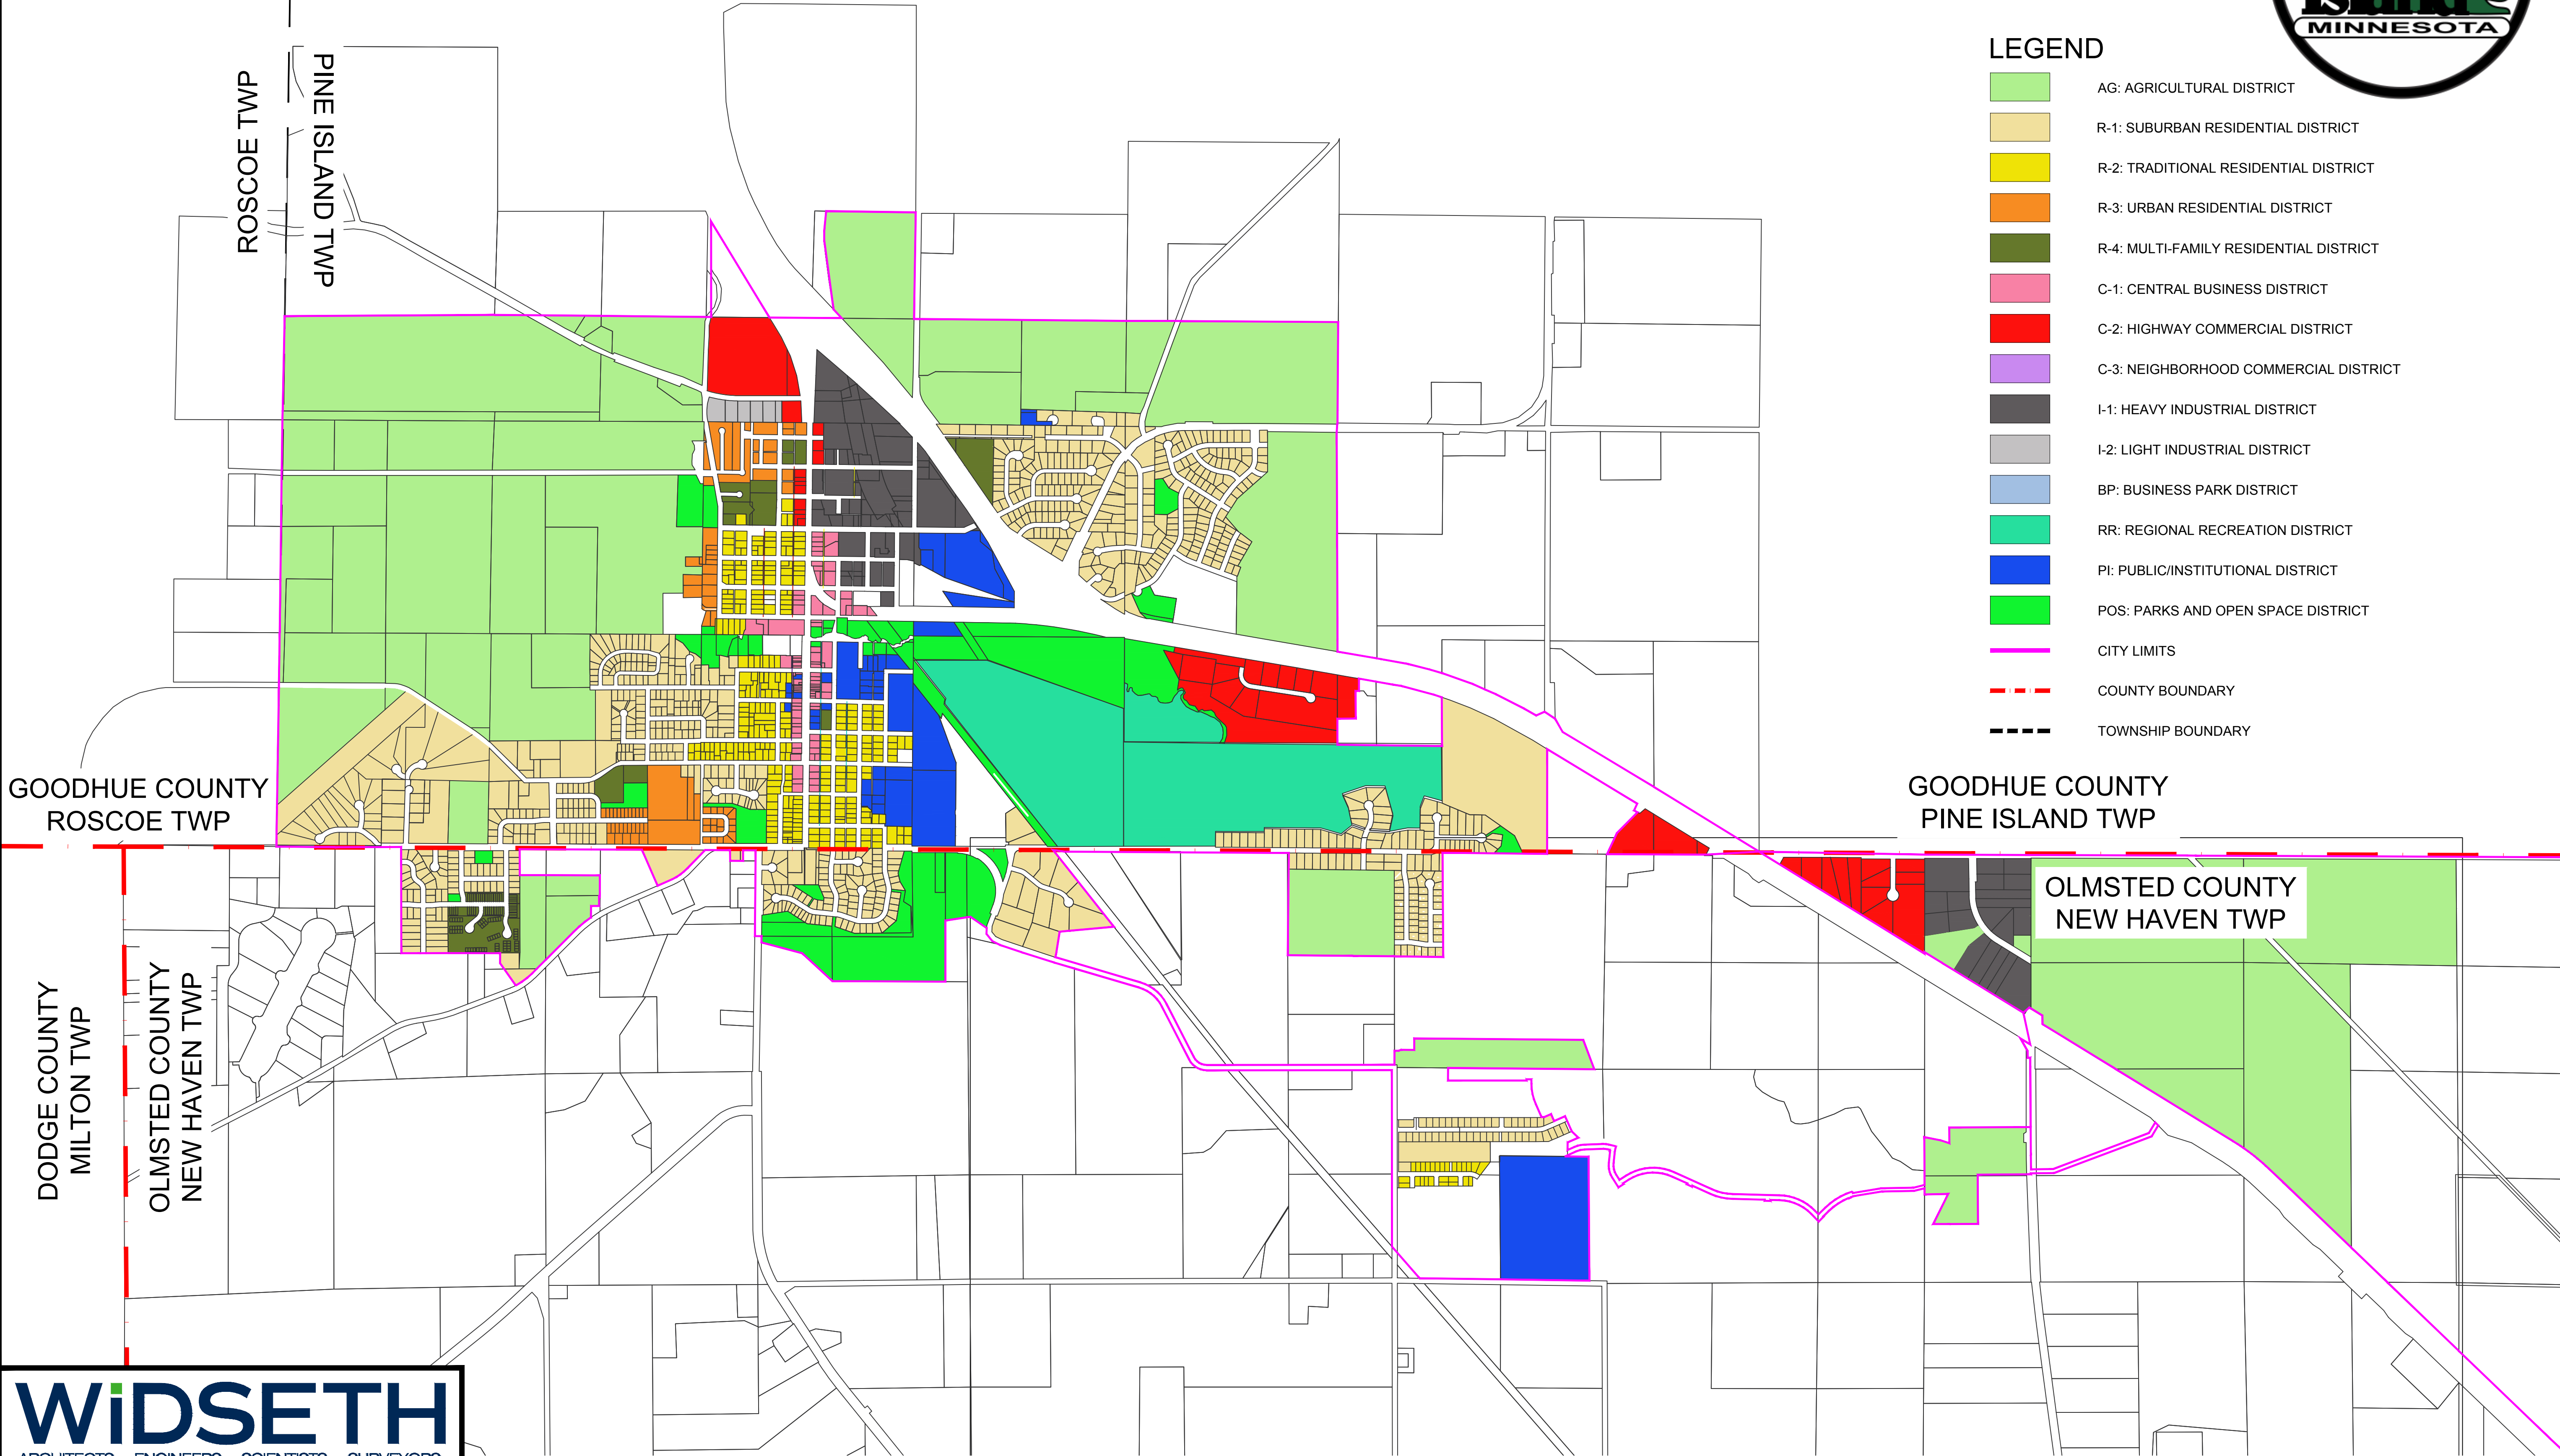 Island
MINNESOTA
LEGEND
AG: AGRICULTURAL DISTRICT
R-1: SUBURBAN RESIDENTIAL DISTRICT
R-2: TRADITIONAL RESIDENTIAL DISTRICT
R-3: URBAN RESIDENTIAL DISTRICT
R-4: MULTI-FAMILY RESIDENTIAL DISTRICT
C-1: CENTRAL BUSINESS DISTRICT
C-2: HIGHWAY COMMERCIAL DISTRICT
C-3: NEIGHBORHOOD COMMERCIAL DISTRICT
I-1: HEAVY INDUSTRIAL DISTRICT
I-2: LIGHT INDUSTRIAL DISTRICT
BP: BUSINESS PARK DISTRICT
RR: REGIONAL RECREATION DISTRICT
PI: PUBLIC/INSTITUTIONAL DISTRICT
POS: PARKS AND OPEN SPACE DISTRICT
CITY LIMITS
COUNTY BOUNDARY
TOWNSHIP BOUNDARY
ROSCOE TWP
PINE ISLAND TWP
GOODHUE COUNTY
ROSCOE TWP
GOODHUE COUNTY
PINE ISLAND TWP
OLMSTED COUNTY
NEW HAVEN TWP
DODGE COUNTY
MILTON TWP
OLMSTED COUNTY
NEW HAVEN TWP
WiDSETH
ARCHITECTS ENGINEERS SCIENTISTS SURVEYORS